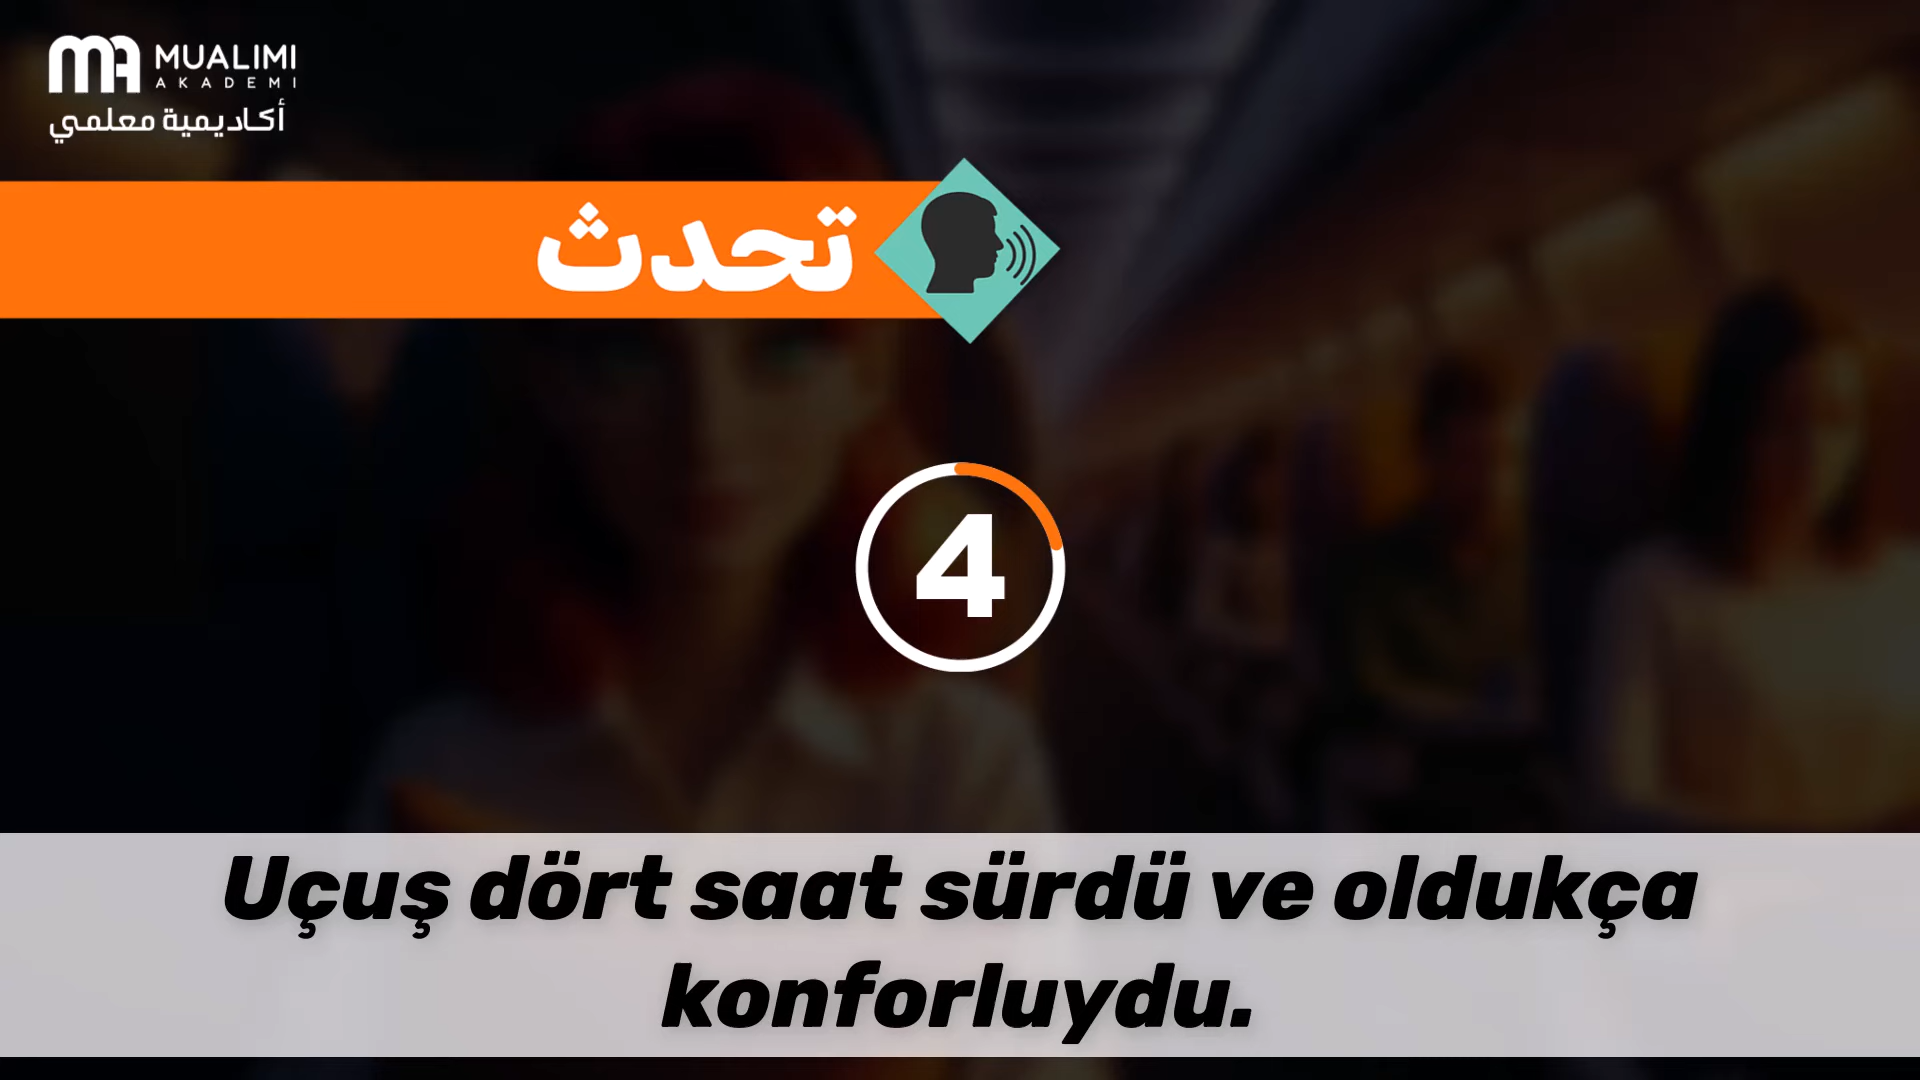 MUALIMI
AKADEMI
أكاديمية معلمي
تحدث
4
Uçuş dört saat sürdü ve oldukça
konforluydu.